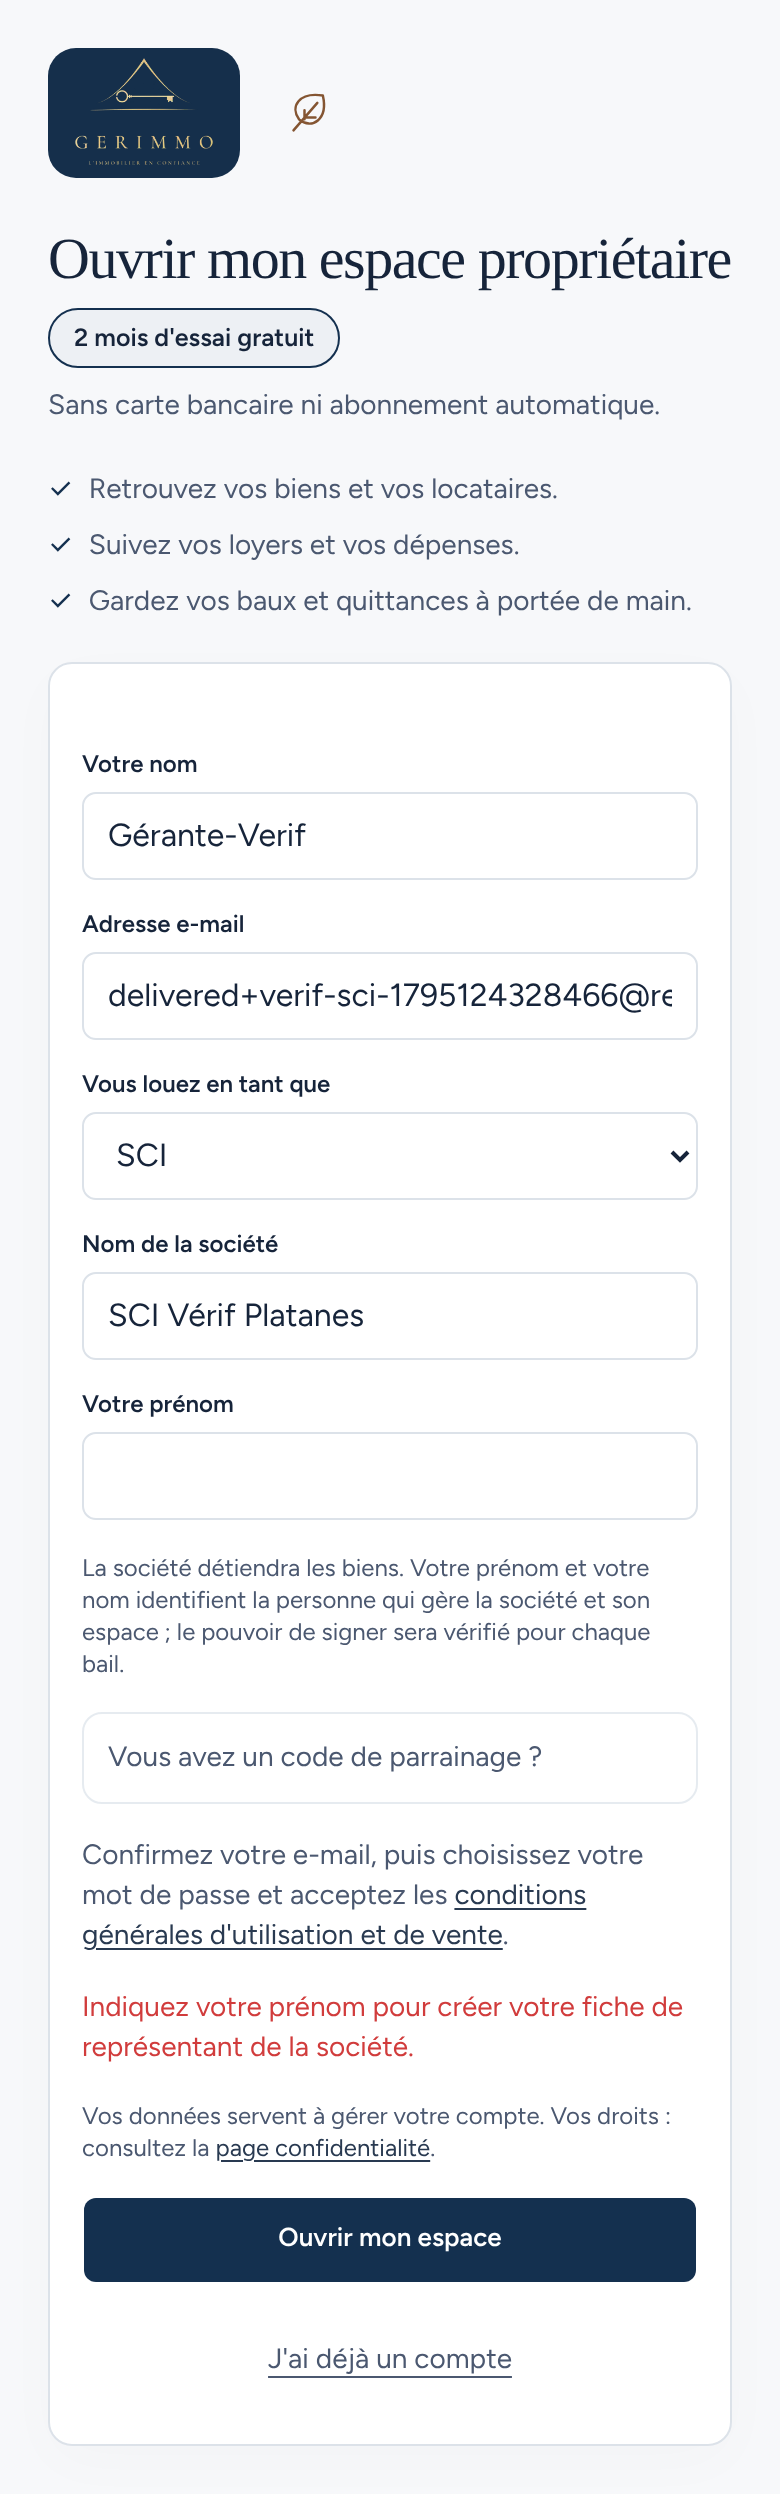 GERIMMO
L'IMMOBILIER EN CONFIANCE
Ouvrir mon espace propriétaire
2 mois d'essai gratuit
Sans carte bancaire ni abonnement automatique.
Retrouvez vos biens et vos locataires.
Suivez vos loyers et vos dépenses.
Gardez vos baux et quittances à portée de main.
Votre nom
Gérante-Verif
Adresse e-mail
delivered+verif-sci-1795124328466@re
Vous louez en tant que
SCI
Nom de la société
SCI Vérif Platanes
Votre prénom
La société détiendra les biens. Votre prénom et votre
nom identifient la personne qui gère la société et son
espace ; le pouvoir de signer sera vérifié pour chaque
bail.
Vous avez un code de parrainage ?
Confirmez votre e-mail, puis choisissez votre
mot de passe et acceptez les conditions
générales d'utilisation et de vente.
Indiquez votre prénom pour créer votre fiche de
représentant de la société.
Vos données servent à gérer votre compte. Vos droits :
consultez la page confidentialité.
Ouvrir mon espace
J'ai déjà un compte